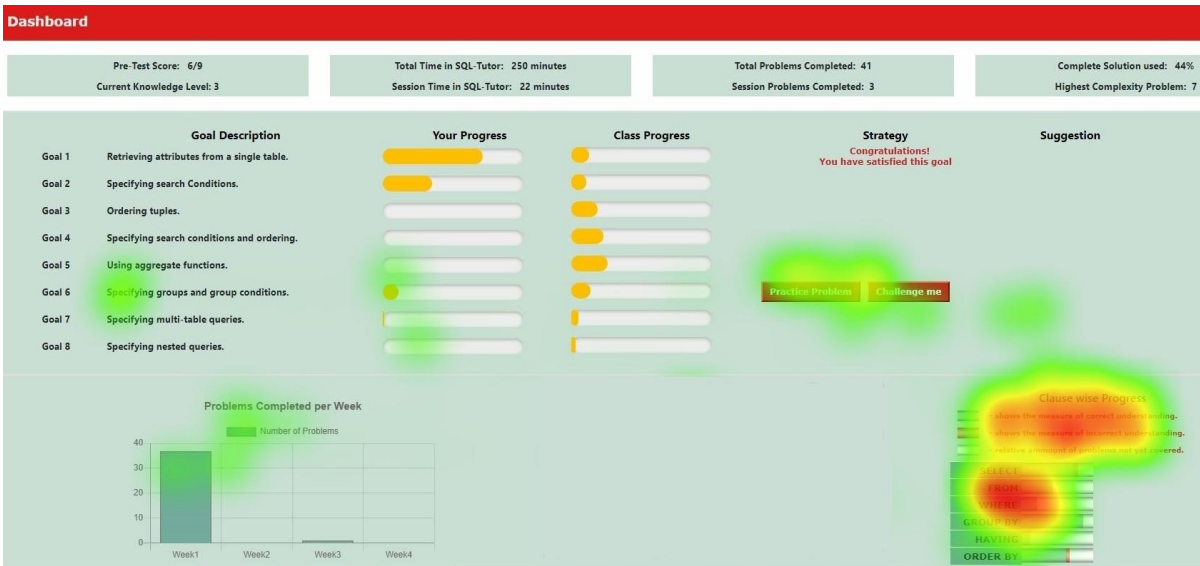 Dashboard
Pre-Test Score: 6/9
Current Knowledge Level: 3
Total Time in SQL-Tutor: 250 minutes
Session Time in SQL-Tutor: 22 minutes
Total Problems Completed: 41
Session Problems Completed: 3
Complete Solution used: 44%
Highest Complexity Problem: 7
Goal Description Your Progress Class Progress Strategy Suggestion
Goal 1 Retrieving attributes from a single table. Congratulations!
You have satisfied this goal
Goal 2 Specifying search Conditions.
Goal 3 Ordering tuples.
Goal 4 Specifying search conditions and ordering.
Goal 5 Using aggregate functions.
Goal 6 Specifying groups and group conditions. Practice Problem Challenge me
Goal 7 Specifying multi-table queries.
Goal 8 Specifying nested queries.
Problems Completed per Week
Number of Problems
40
30
20
10
0
Week1 Week2 Week3 Week4
Clause wise Progress
- shows the measure of correct understanding.
- shows the measure of incorrect understanding.
- relative ammount of problems not yet covered.
SELECT
FROM
WHERE
GROUP BY
HAVING
ORDER BY